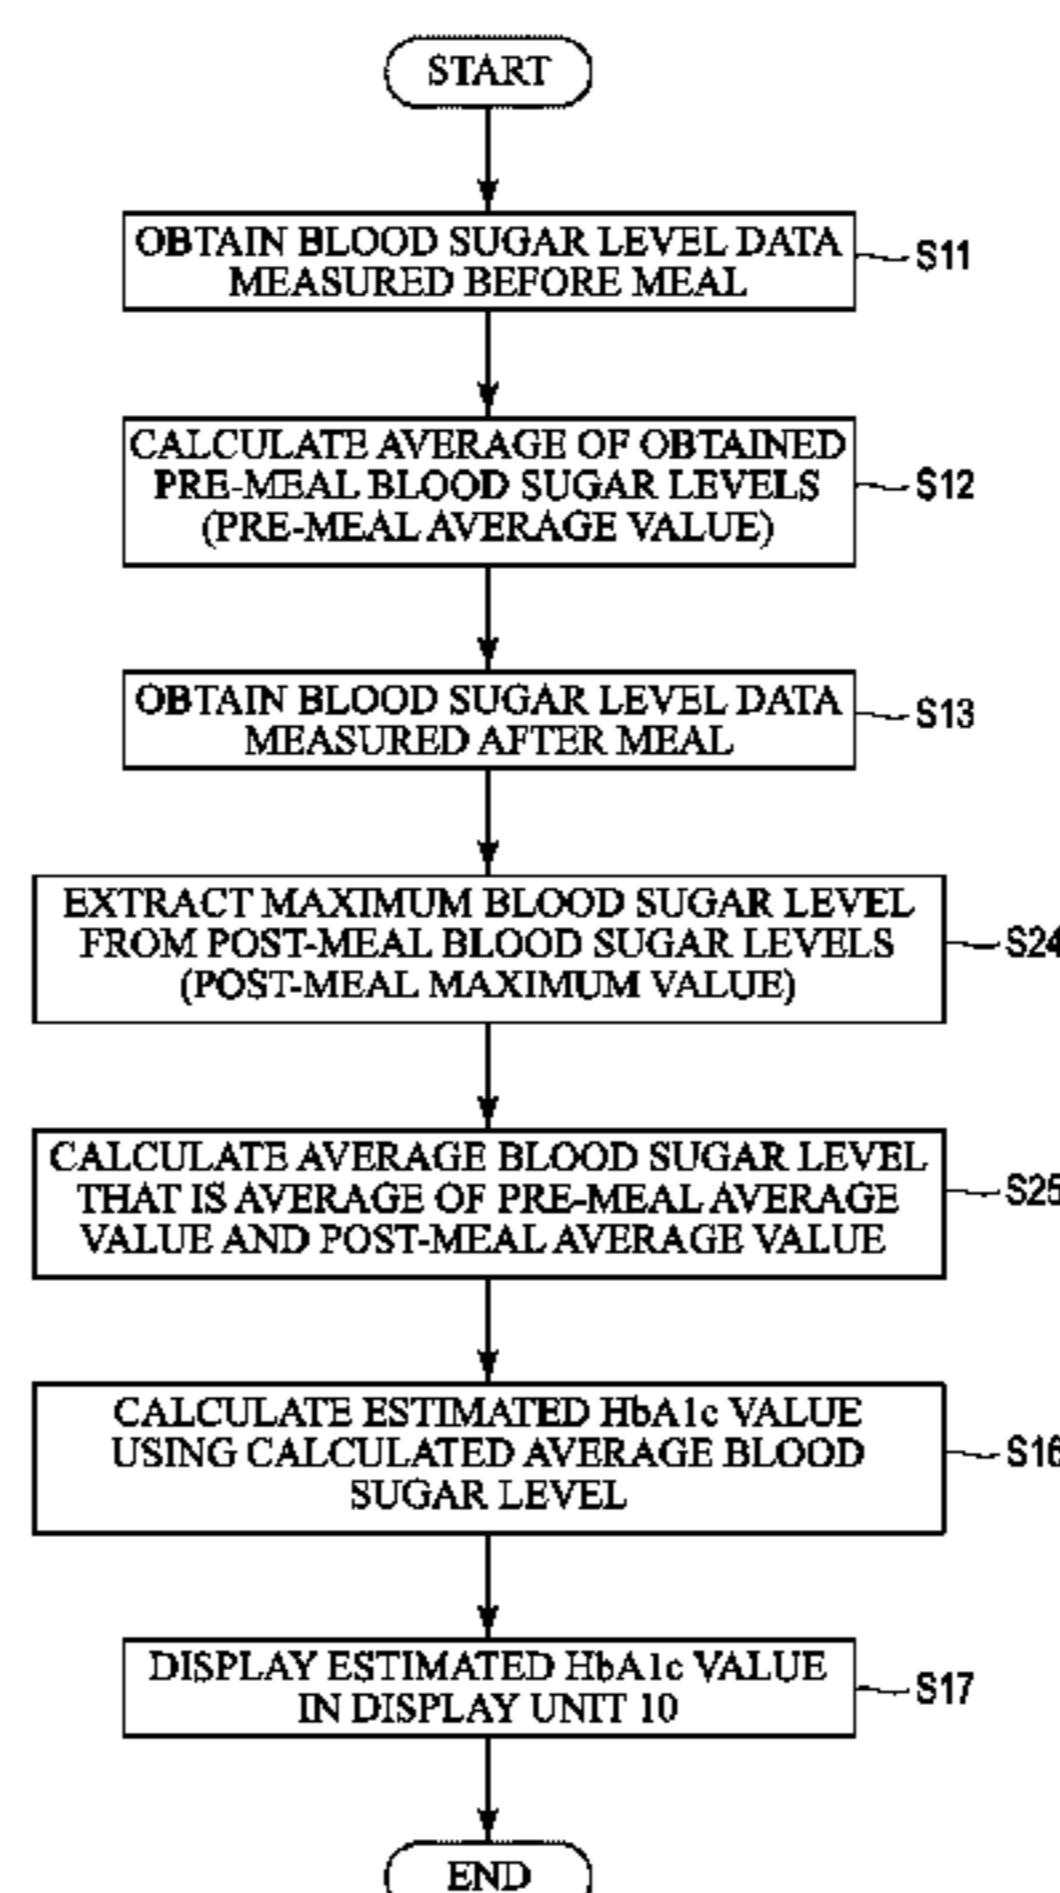 START
OBTAIN BLOOD SUGAR LEVEL DATA
MEASURED BEFORE MEAL
S11
CALCULATE AVERAGE OF OBTAINED
PRE-MEAL BLOOD SUGAR LEVELS
(PRE-MEAL AVERAGE VALUE)
S12
OBTAIN BLOOD SUGAR LEVEL DATA
MEASURED AFTER MEAL
S13
EXTRACT MAXIMUM BLOOD SUGAR LEVEL
FROM POST-MEAL BLOOD SUGAR LEVELS
(POST-MEAL MAXIMUM VALUE)
S24
CALCULATE AVERAGE BLOOD SUGAR LEVEL
THAT IS AVERAGE OF PRE-MEAL AVERAGE
VALUE AND POST-MEAL AVERAGE VALUE
S25
CALCULATE ESTIMATED HbA1c VALUE
USING CALCULATED AVERAGE BLOOD
SUGAR LEVEL
S16
DISPLAY ESTIMATED HbA1c VALUE
IN DISPLAY UNIT 10
S17
END